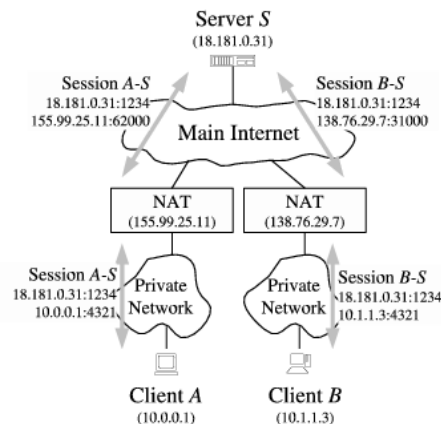 Server S
(18.181.0.31)
Session A-S
18.181.0.31:1234
155.99.25.11:62000
Session B-S
18.181.0.31:1234
138.76.29.7:31000
Main Internet
NAT
(155.99.25.11)
NAT
(138.76.29.7)
Session A-S
18.181.0.31:1234
10.0.0.1:4321
Private
Network
Private
Network
Session B-S
18.181.0.31:1234
10.1.1.3:4321
Client A
(10.0.0.1)
Client B
(10.1.1.3)